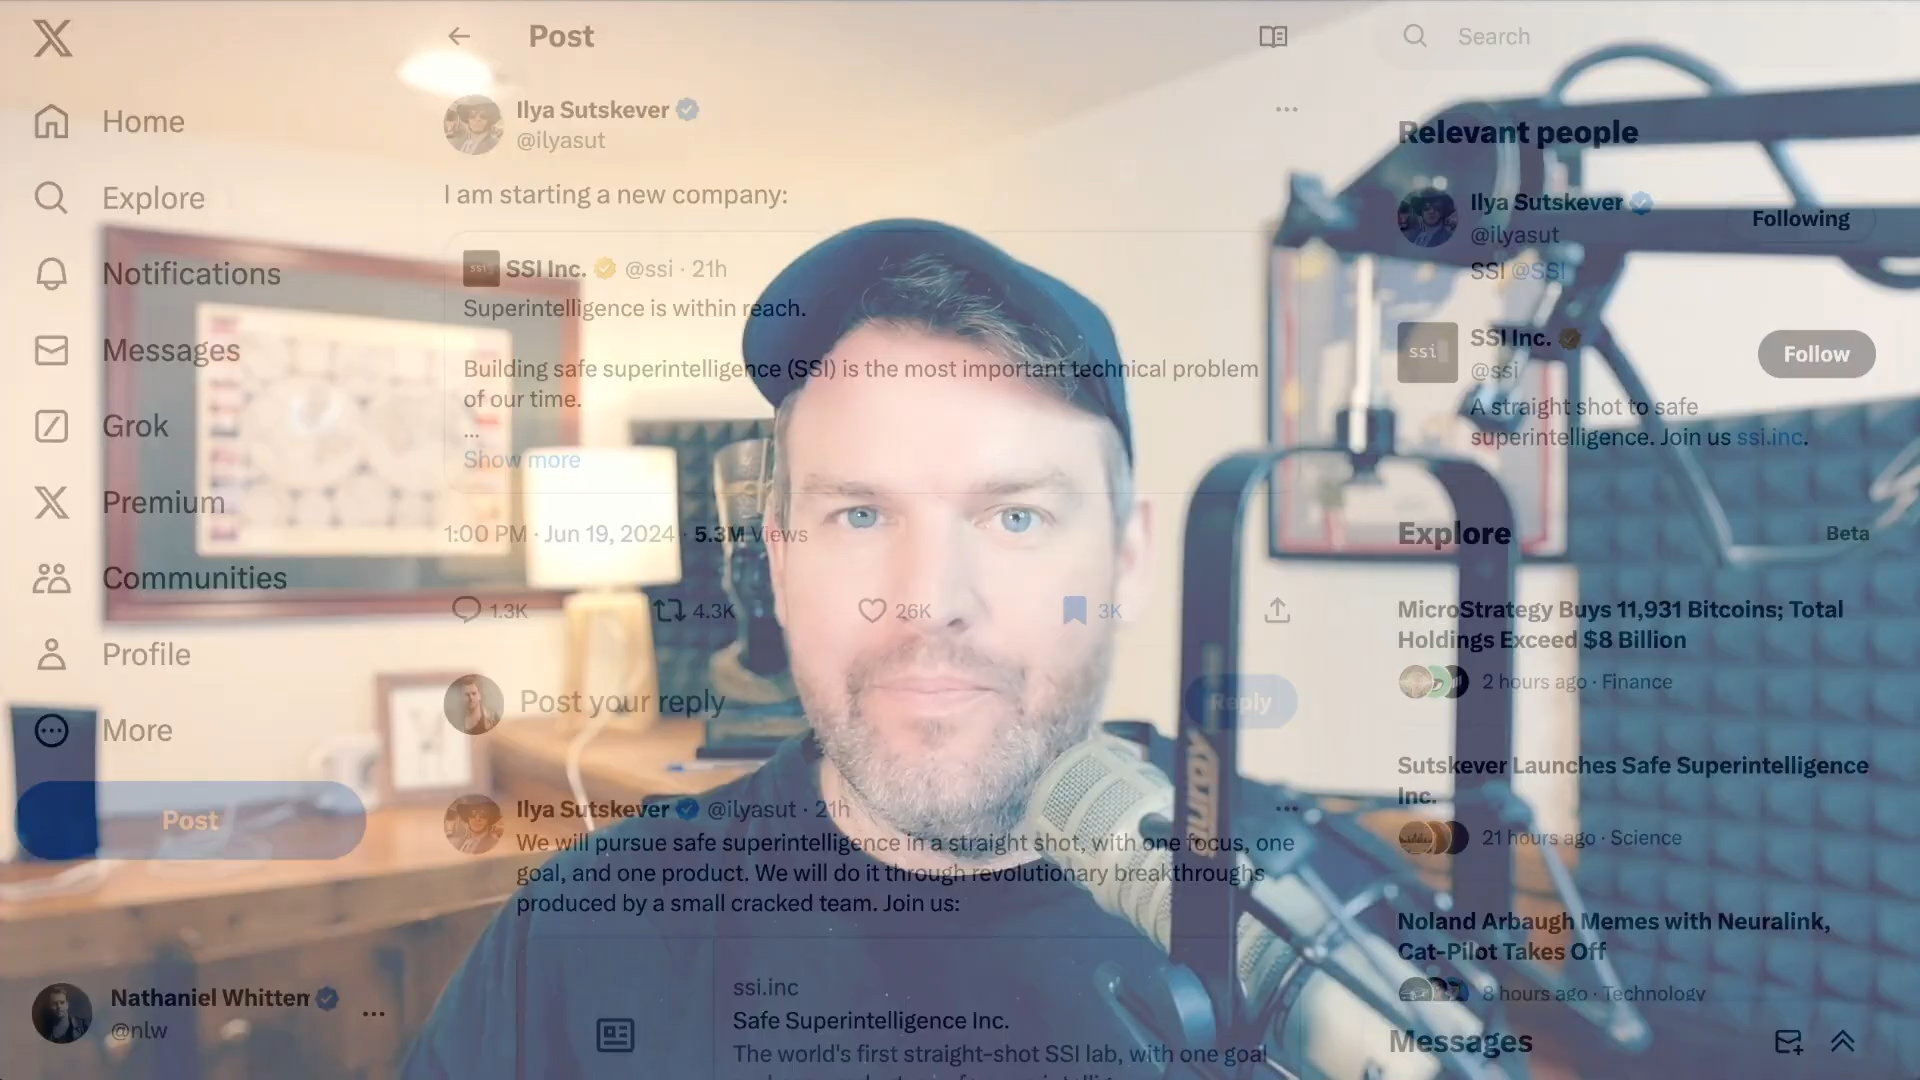 Home
Explore
Notifications
Messages
Grok
Premium
Communities
Profile
More
Post
Nathaniel Whitten
@nlw
Post
Ilya Sutskever
@ilyasut
I am starting a new company:
ssi
SSI Inc. @ssi · 21h
Superintelligence is within reach.
Building safe superintelligence (SSI) is the most important technical problem
of our time.
...
Show more
1:00 PM · Jun 19, 2024 · 5.3M Views
1.3K 4.3K 26K 3K
Post your reply
Reply
Ilya Sutskever @ilyasut · 21h
We will pursue safe superintelligence in a straight shot, with one focus, one
goal, and one product. We will do it through revolutionary breakthroughs
produced by a small cracked team. Join us:
ssi.inc
Safe Superintelligence Inc.
The world's first straight-shot SSI lab, with one goal
Search
Relevant people
Ilya Sutskever
@ilyasut
Following
SSI @SSI
ssi
SSI Inc.
@ssi
Follow
A straight shot to safe
superintelligence. Join us ssi.inc.
Explore
Beta
MicroStrategy Buys 11,931 Bitcoins; Total
Holdings Exceed $8 Billion
2 hours ago · Finance
Sutskever Launches Safe Superintelligence
Inc.
21 hours ago · Science
Noland Arbaugh Memes with Neuralink,
Cat-Pilot Takes Off
8 hours ago · Technology
Messages